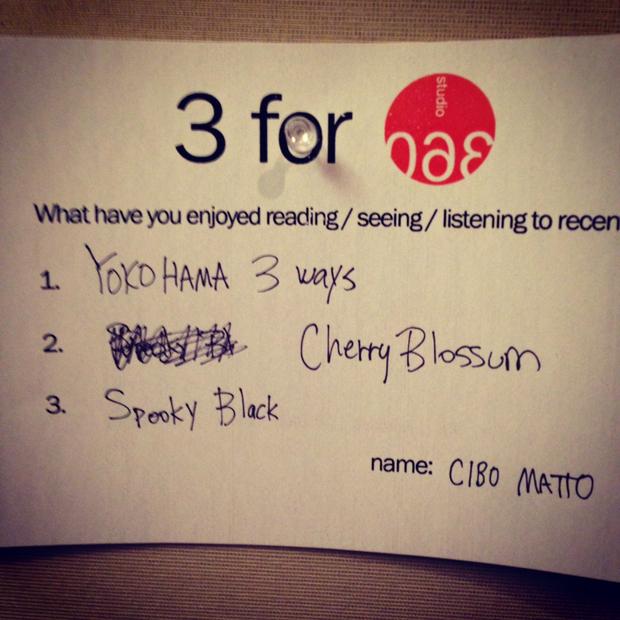 3 for
studio
360
What have you enjoyed reading / seeing / listening to recen
1. YOKOHAMA 3 ways
2. Cherry Blossum
3. Spooky Black
name: CIBO MATTO